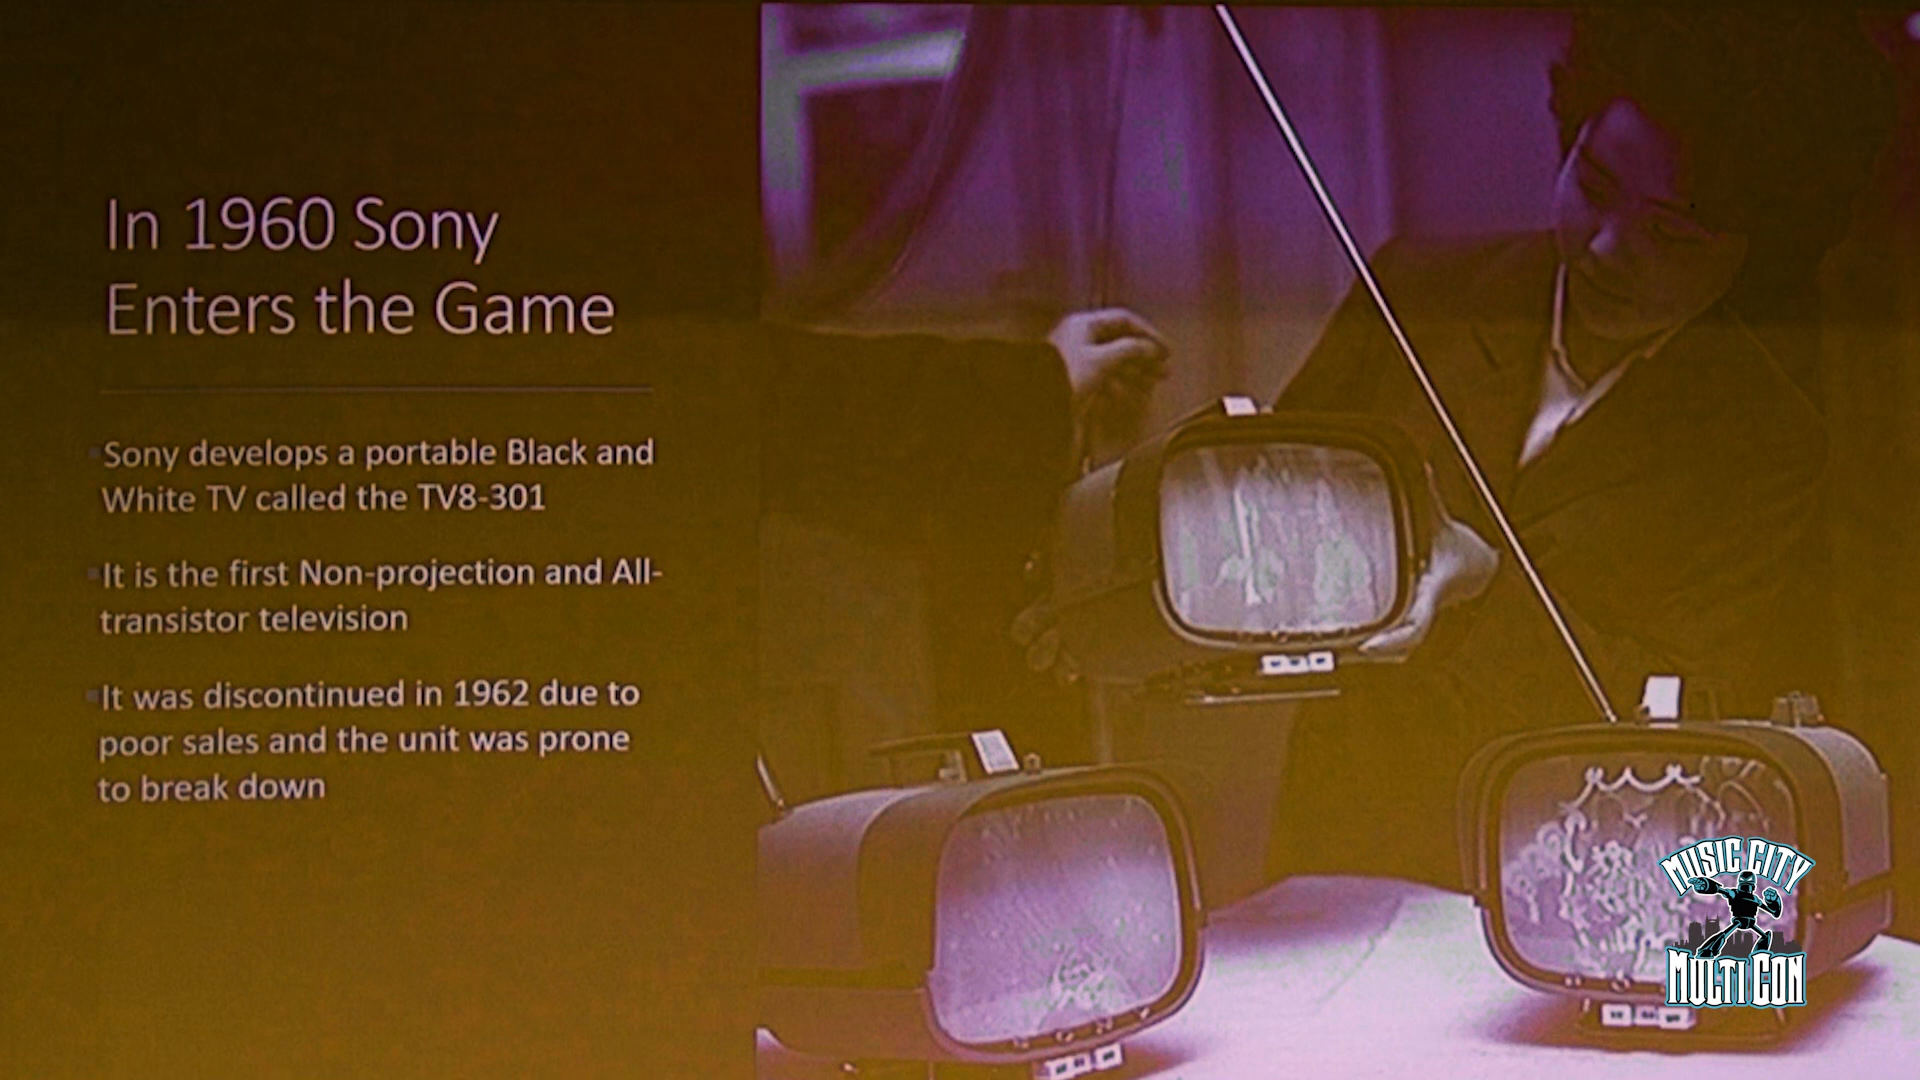 In 1960 Sony
Enters the Game
Sony develops a portable Black and
White TV called the TV8-301
It is the first Non-projection and All-
transistor television
It was discontinued in 1962 due to
poor sales and the unit was prone
to break down
MUSIC CITY
MULTI CON